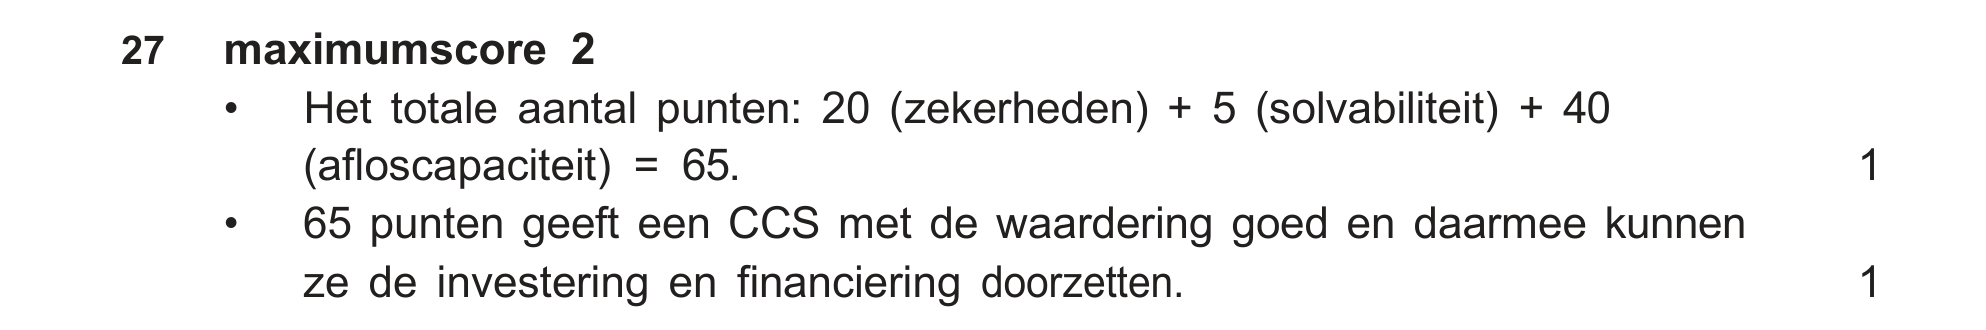 27 maximumscore 2
• Het totale aantal punten: 20 (zekerheden) + 5 (solvabiliteit) + 40
(afloscapaciteit) = 65. 1
• 65 punten geeft een CCS met de waardering goed en daarmee kunnen
ze de investering en financiering doorzetten. 1